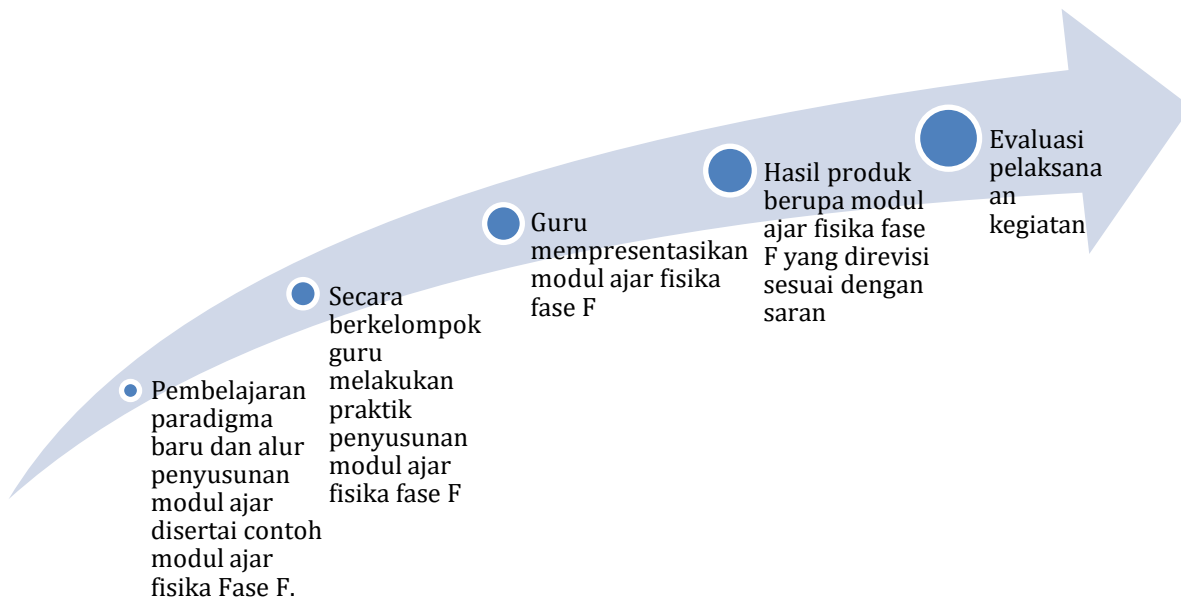 Pembelajaran
paradigma
baru dan alur
penyusunan
modul ajar
disertai contoh
modul ajar
fisika Fase F.
Secara
berkelompok
guru
melakukan
praktik
penyusunan
modul ajar
fisika fase F
Guru
mempresentasikan
modul ajar fisika
fase F
Hasil produk
berupa modul
ajar fisika fase
F yang direvisi
sesuai dengan
saran
Evaluasi
pelaksana
an
kegiatan